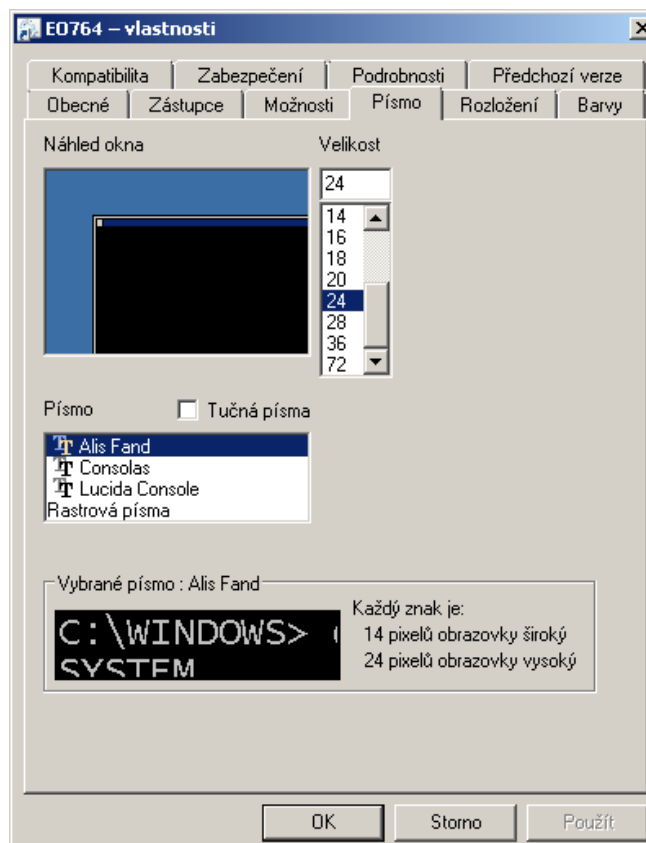 EO764 – vlastnosti
Kompatibilita Zabezpečení Podrobnosti Předchozí verze
Obecné Zástupce Možnosti Písmo Rozložení Barvy
Náhled okna Velikost
24
14
16
18
20
24
28
36
72
Písmo Tučná písma
Alis Fand
Consolas
Lucida Console
Rastrová písma
Vybrané písmo : Alis Fand
C:\WINDOWS>
SYSTEM
Každý znak je:
14 pixelů obrazovky široký
24 pixelů obrazovky vysoký
OK Storno Použít